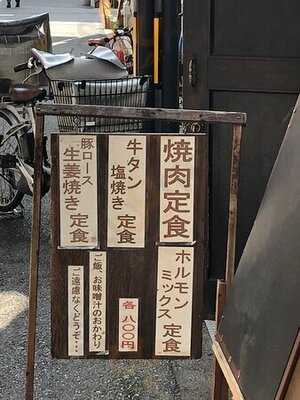 焼肉定食
牛タン
塩焼き 定食
豚ロース
生姜焼き 定食
ホルモン
ミックス 定食
各 八〇〇円
ご飯、お味噌汁のおかわり
ご遠慮なくどうぞ・・・